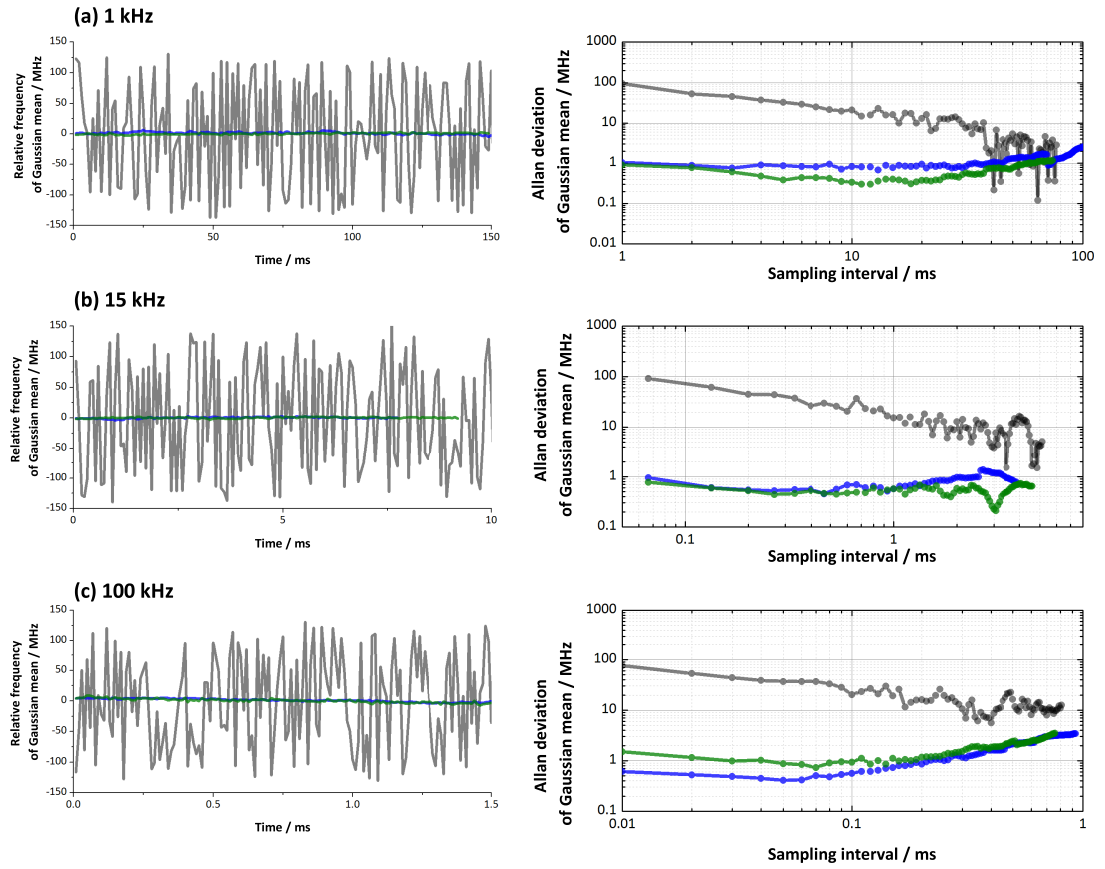 (a) 1 kHz
Relative frequency
of Gaussian mean / MHz
150
100
50
0
-50
-100
-150
0
50
100
150
Time / ms
Allan deviation
of Gaussian mean / MHz
1000
100
10
1
0.1
0.01
1
10
100
Sampling interval / ms
(b) 15 kHz
Relative frequency
of Gaussian mean / MHz
150
100
50
0
-50
-100
-150
0
5
10
Time / ms
Allan deviation
of Gaussian mean / MHz
1000
100
10
1
0.1
0.1
1
Sampling interval / ms
(c) 100 kHz
Relative frequency
of Gaussian mean / MHz
150
100
50
0
-50
-100
-150
0.0
0.5
1.0
1.5
Time / ms
Allan deviation
of Gaussian mean / MHz
1000
100
10
1
0.1
0.01
0.1
1
Sampling interval / ms